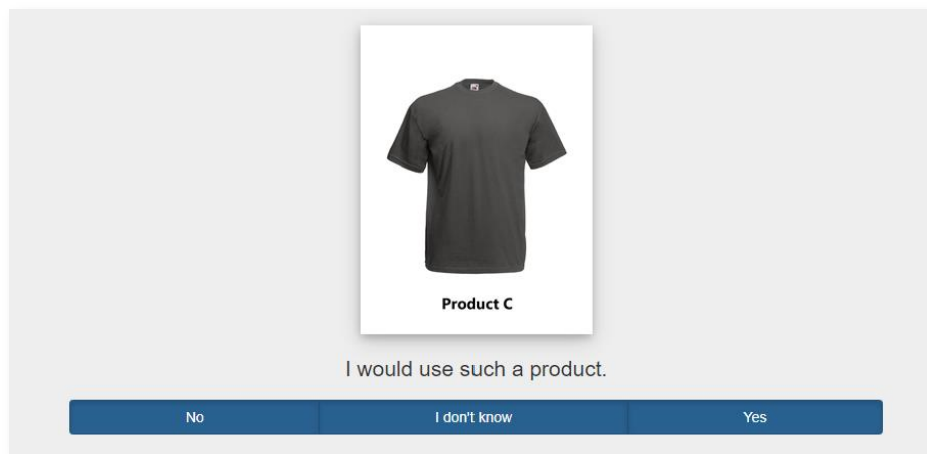 Product C
I would use such a product.
No
I don't know
Yes